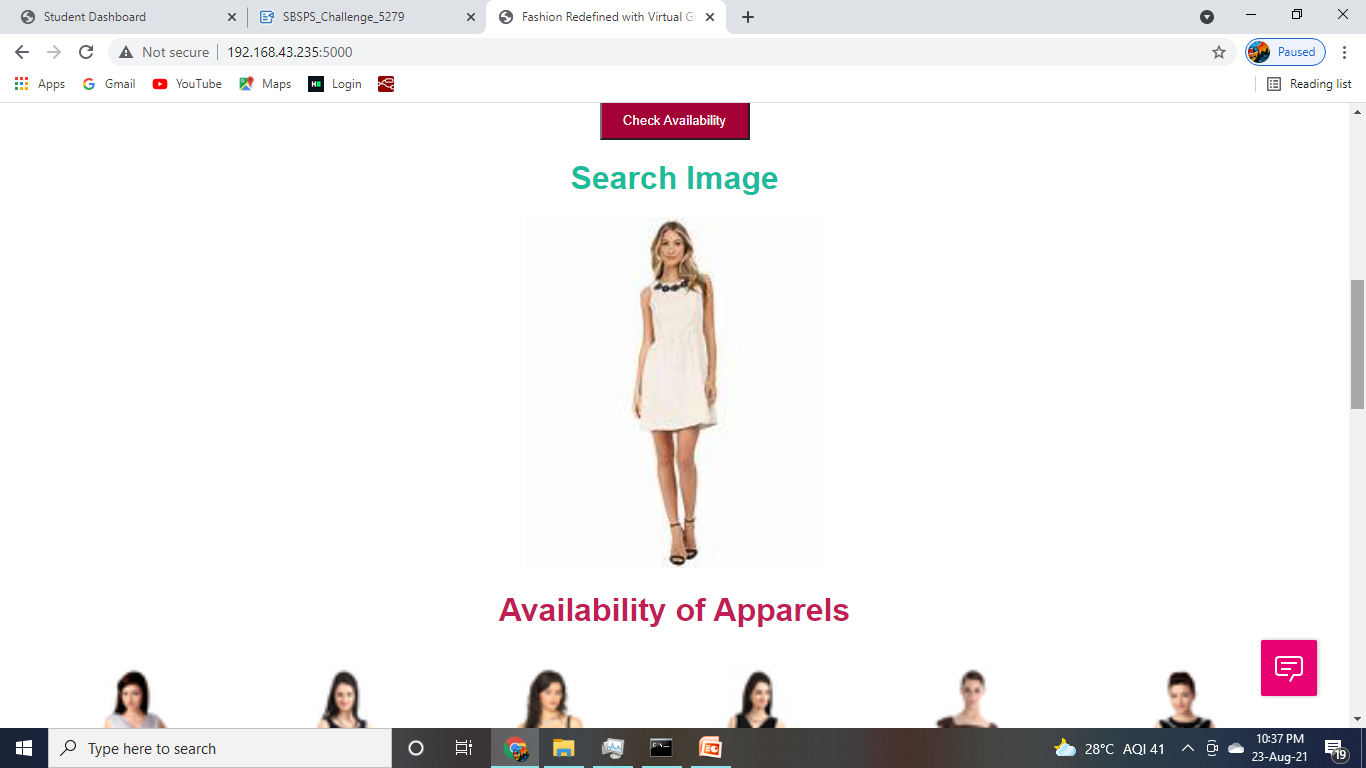 Student Dashboard
SBSPS_Challenge_5279
Fashion Redefined with Virtual G
Not secure
192.168.43.235:5000
Paused
Apps
Gmail
YouTube
Maps
Login
Reading list
Check Availability
Search Image
Availability of Apparels
Type here to search
28°C AQI 41
10:37 PM
23-Aug-21
19